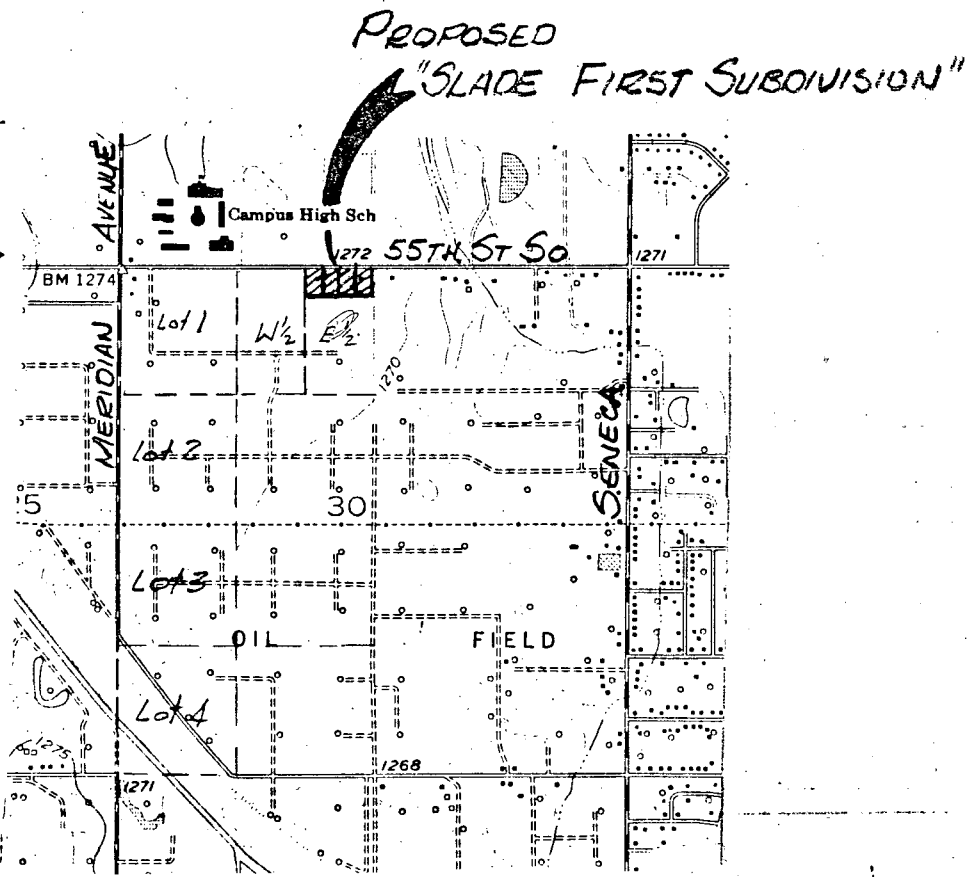 PROPOSED
"SLADE FIRST SUBDIVISION"
MERIDIAN AVENUE
Campus High Sch
1272 55TH ST SO 1271
BM 1274
Lot 1 W½ E½
1270
Lot 2
SENECA
5 30
Lot 3
OIL FIELD
Lot 4
1275 1268
1271